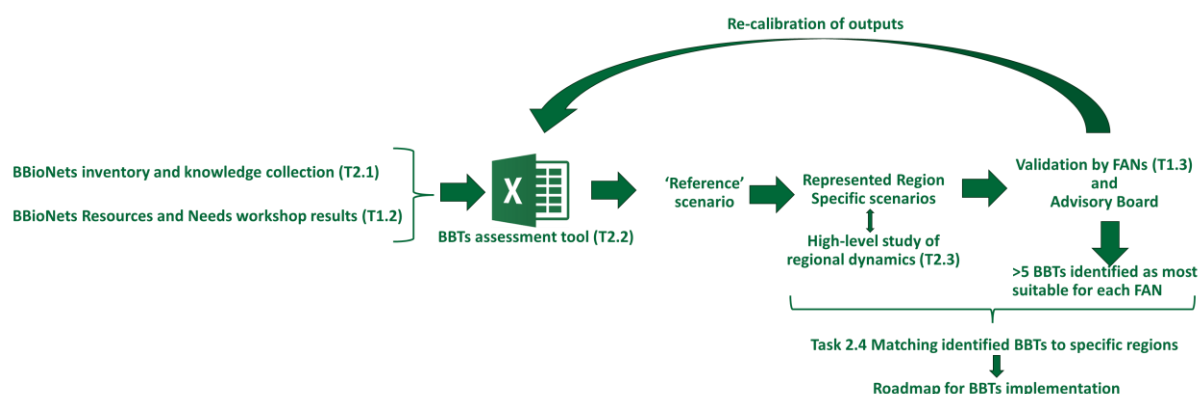 Re-calibration of outputs
BBioNets inventory and knowledge collection (T2.1)
BBioNets Resources and Needs workshop results (T1.2)
X
BBTs assessment tool (T2.2)
‘Reference’
scenario
Represented Region
Specific scenarios
High-level study of
regional dynamics (T2.3)
Validation by FANs (T1.3)
and
Advisory Board
>5 BBTs identified as most
suitable for each FAN
Task 2.4 Matching identified BBTs to specific regions
Roadmap for BBTs implementation